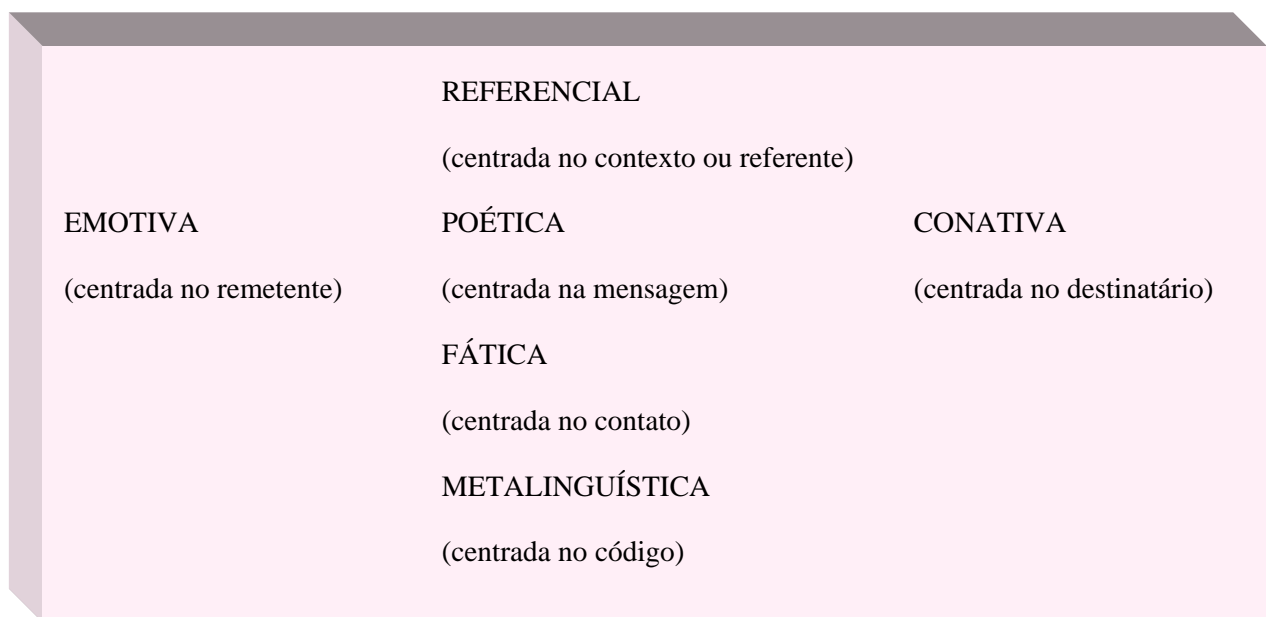 REFERENCIAL
(centrada no contexto ou referente)
EMOTIVA POÉTICA CONATIVA
(centrada no remetente) (centrada na mensagem) (centrada no destinatário)
FÁTICA
(centrada no contato)
METALINGUÍSTICA
(centrada no código)